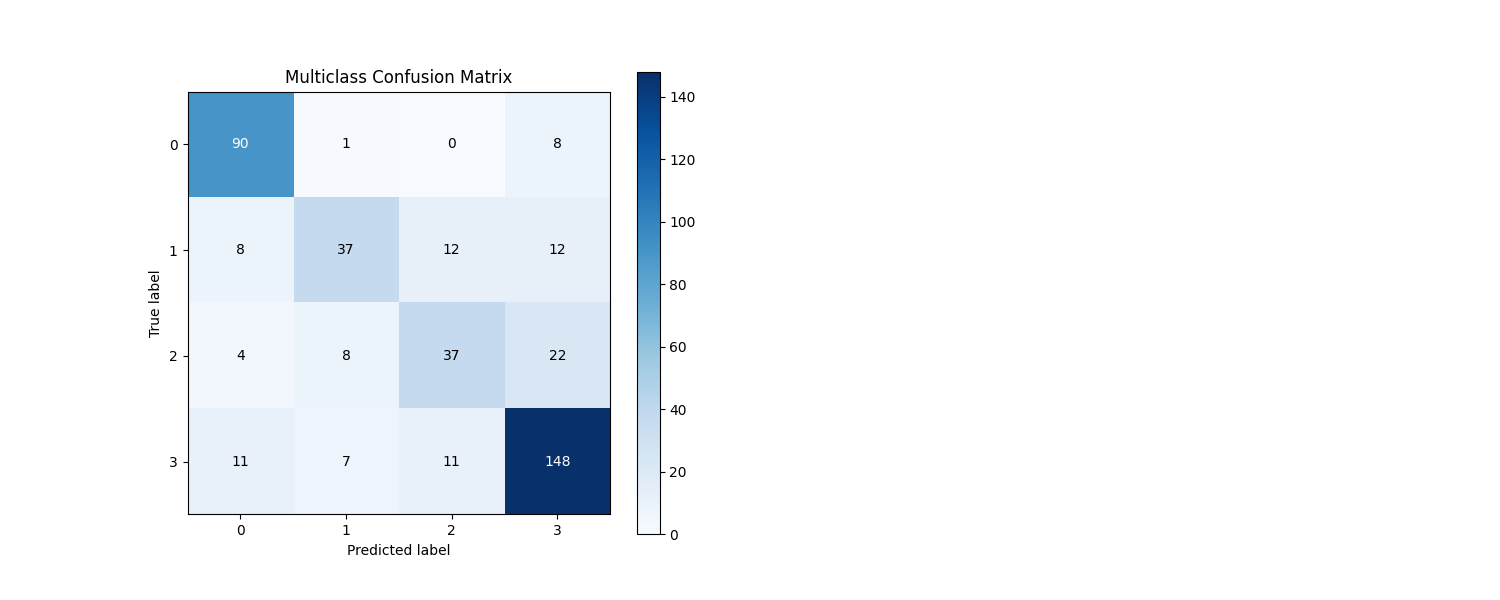 Multiclass Confusion Matrix
140
120
100
80
60
40
20
0
True label
0
1
2
3
90 1 0 8
8 37 12 12
4 8 37 22
11 7 11 148
0 1 2 3
Predicted label